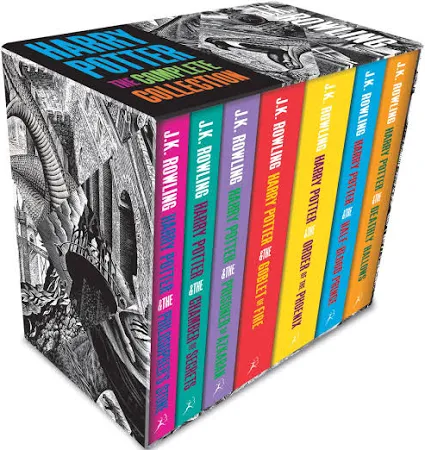 HARRY
POTTER
THE COMPLETE
COLLECTION
J.K. ROWLING
J.K. ROWLING HARRY POTTER & THE PHILOSOPHER'S STONE
J.K. ROWLING HARRY POTTER & THE CHAMBER OF SECRETS
J.K. ROWLING HARRY POTTER & THE PRISONER OF AZKABAN
J.K. ROWLING HARRY POTTER & THE GOBLET OF FIRE
J.K. ROWLING HARRY POTTER & THE ORDER OF THE PHOENIX
J.K. ROWLING HARRY POTTER & THE HALF-BLOOD PRINCE
J.K. ROWLING HARRY POTTER & THE DEATHLY HALLOWS